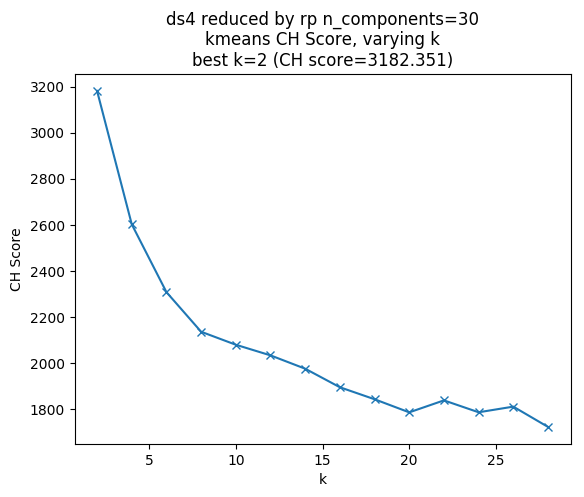 ds4 reduced by rp n_components=30
kmeans CH Score, varying k
best k=2 (CH score=3182.351)
3200
3000
2800
2600
2400
2200
2000
1800
CH Score
5
10
15
20
25
k